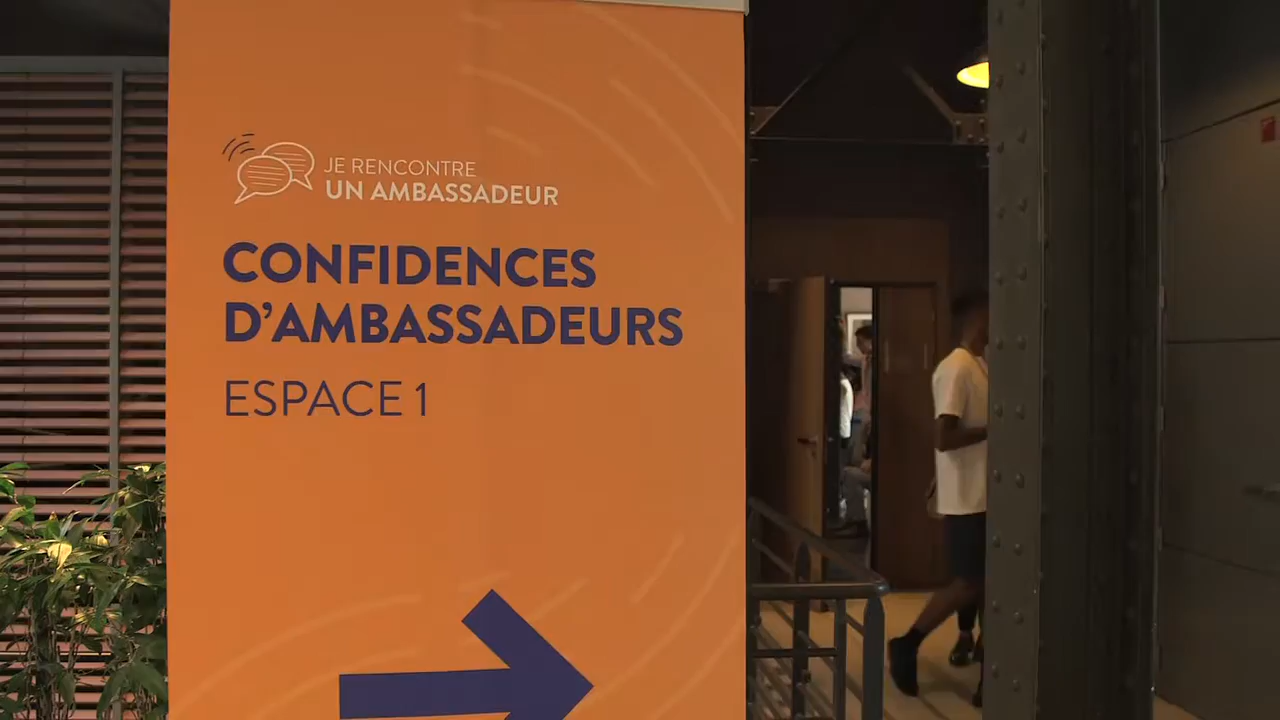 JE RENCONTRE
UN AMBASSADEUR
CONFIDENCES
D’AMBASSADEURS
ESPACE 1